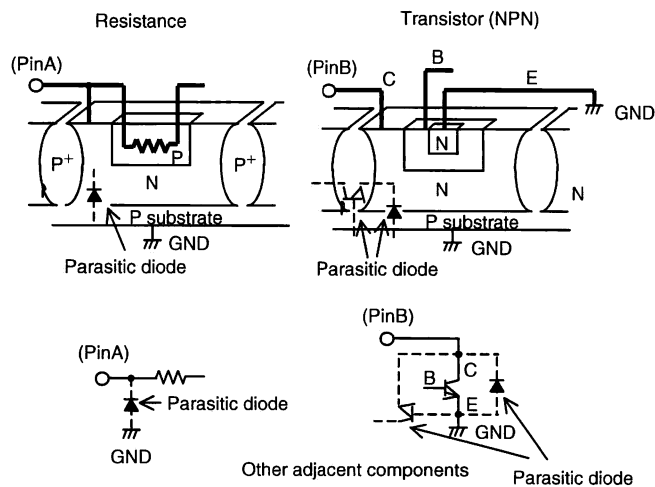 Resistance
(PinA)
P+
P
N
P+
P substrate
GND
Parasitic diode
Transistor (NPN)
(PinB)
C
B
E
GND
N
N
N
P substrate
GND
Parasitic diode
(PinA)
Parasitic diode
GND
(PinB)
C
B
E
GND
Other adjacent components
Parasitic diode